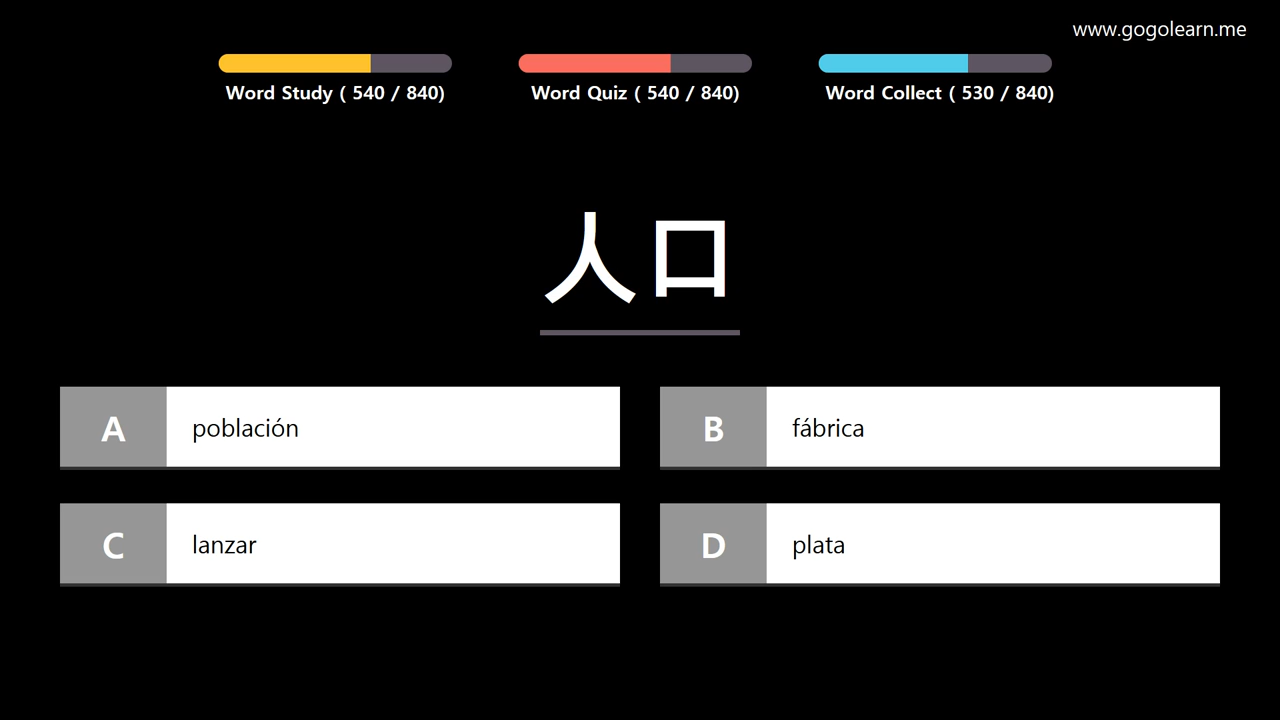 www.gogolearn.me
Word Study ( 540 / 840)
Word Quiz ( 540 / 840)
Word Collect ( 530 / 840)
人口
A población
B fábrica
C lanzar
D plata